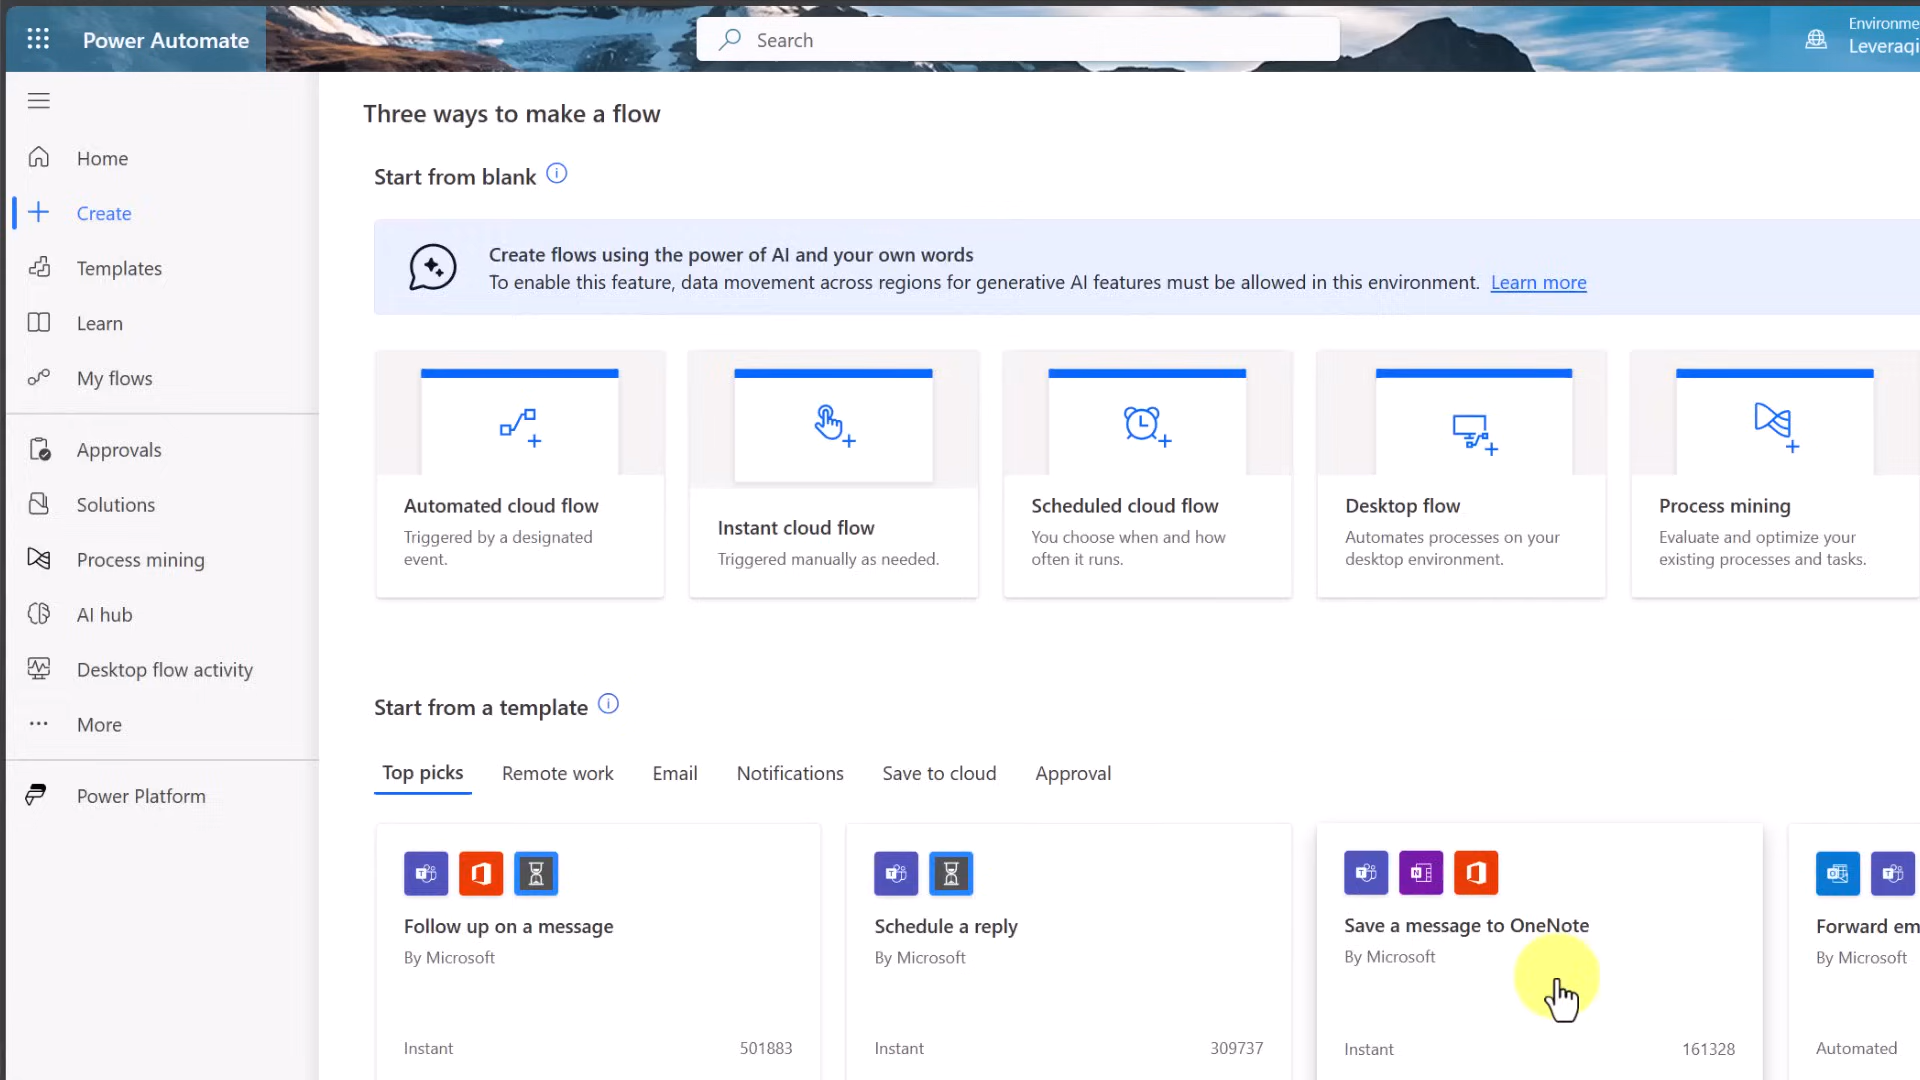 Power Automate
Search
Environme
Leveragi
Home
Create
Templates
Learn
My flows
Approvals
Solutions
Process mining
AI hub
Desktop flow activity
More
Power Platform
Three ways to make a flow
Start from blank
Create flows using the power of AI and your own words
To enable this feature, data movement across regions for generative AI features must be allowed in this environment. Learn more
Automated cloud flow
Triggered by a designated
event.
Instant cloud flow
Triggered manually as needed.
Scheduled cloud flow
You choose when and how
often it runs.
Desktop flow
Automates processes on your
desktop environment.
Process mining
Evaluate and optimize your
existing processes and tasks.
Start from a template
Top picks Remote work Email Notifications Save to cloud Approval
Follow up on a message
By Microsoft
Instant 501883
Schedule a reply
By Microsoft
Instant 309737
Save a message to OneNote
By Microsoft
Instant 161328
Forward em
By Microsoft
Automated